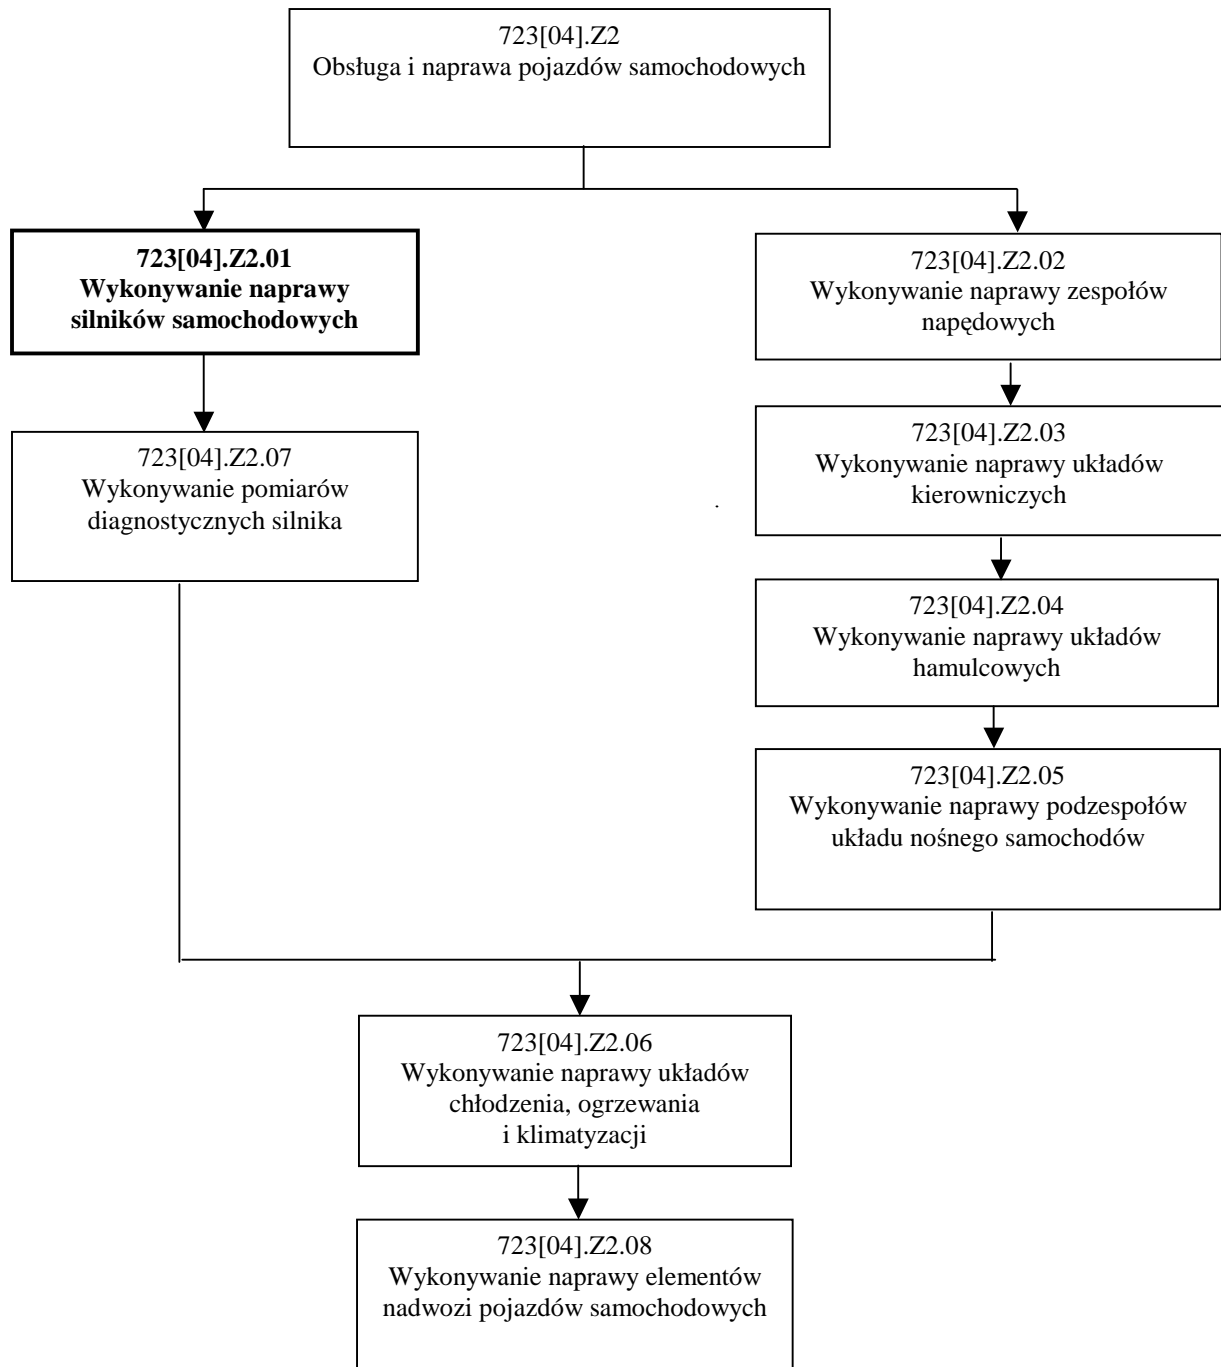 723[04].Z2
Obsługa i naprawa pojazdów samochodowych
723[04].Z2.01
Wykonywanie naprawy
silników samochodowych
723[04].Z2.02
Wykonywanie naprawy zespołów
napędowych
723[04].Z2.07
Wykonywanie pomiarów
diagnostycznych silnika
723[04].Z2.03
Wykonywanie naprawy układów
kierowniczych
723[04].Z2.04
Wykonywanie naprawy układów
hamulcowych
723[04].Z2.05
Wykonywanie naprawy podzespołów
układu nośnego samochodów
723[04].Z2.06
Wykonywanie naprawy układów
chłodzenia, ogrzewania
i klimatyzacji
723[04].Z2.08
Wykonywanie naprawy elementów
nadwozi pojazdów samochodowych